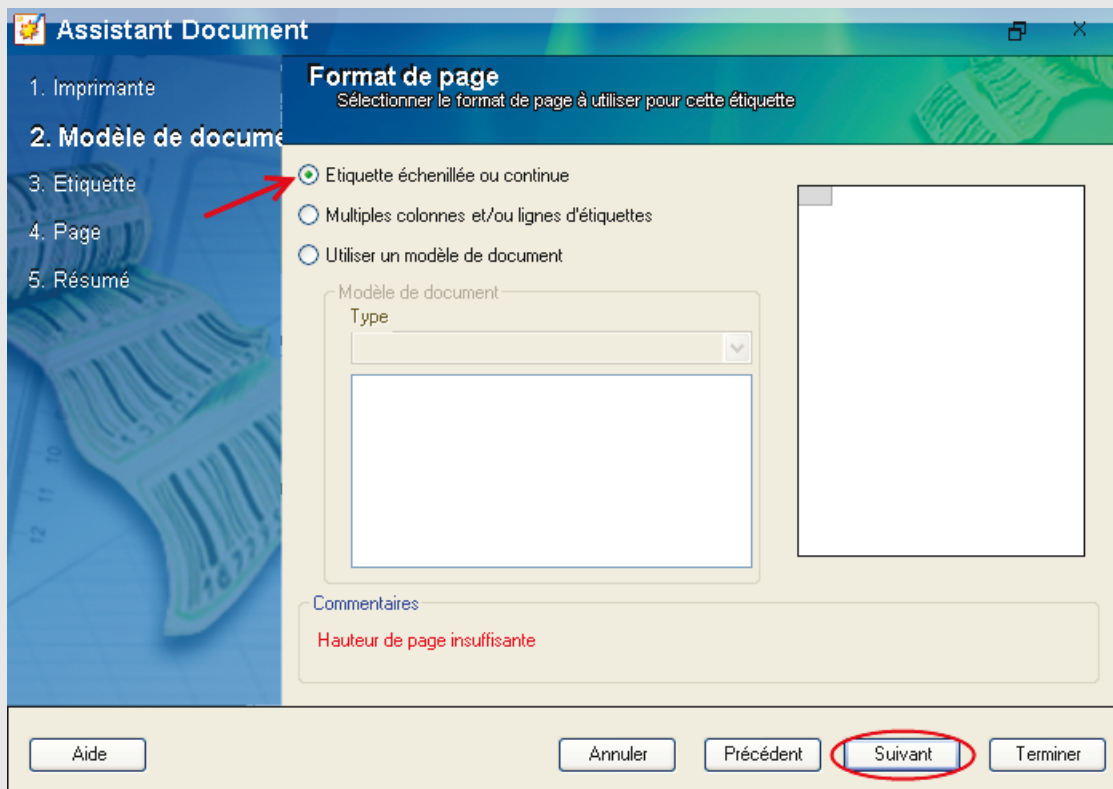 Assistant Document
1. Imprimante
2. Modèle de docume
3. Etiquette
4. Page
5. Résumé
Format de page
Sélectionner le format de page à utiliser pour cette étiquette
Etiquette échenillée ou continue
Multiples colonnes et/ou lignes d'étiquettes
Utiliser un modèle de document
Modèle de document
Type
Commentaires
Hauteur de page insuffisante
Aide
Annuler
Précédent
Suivant
Terminer